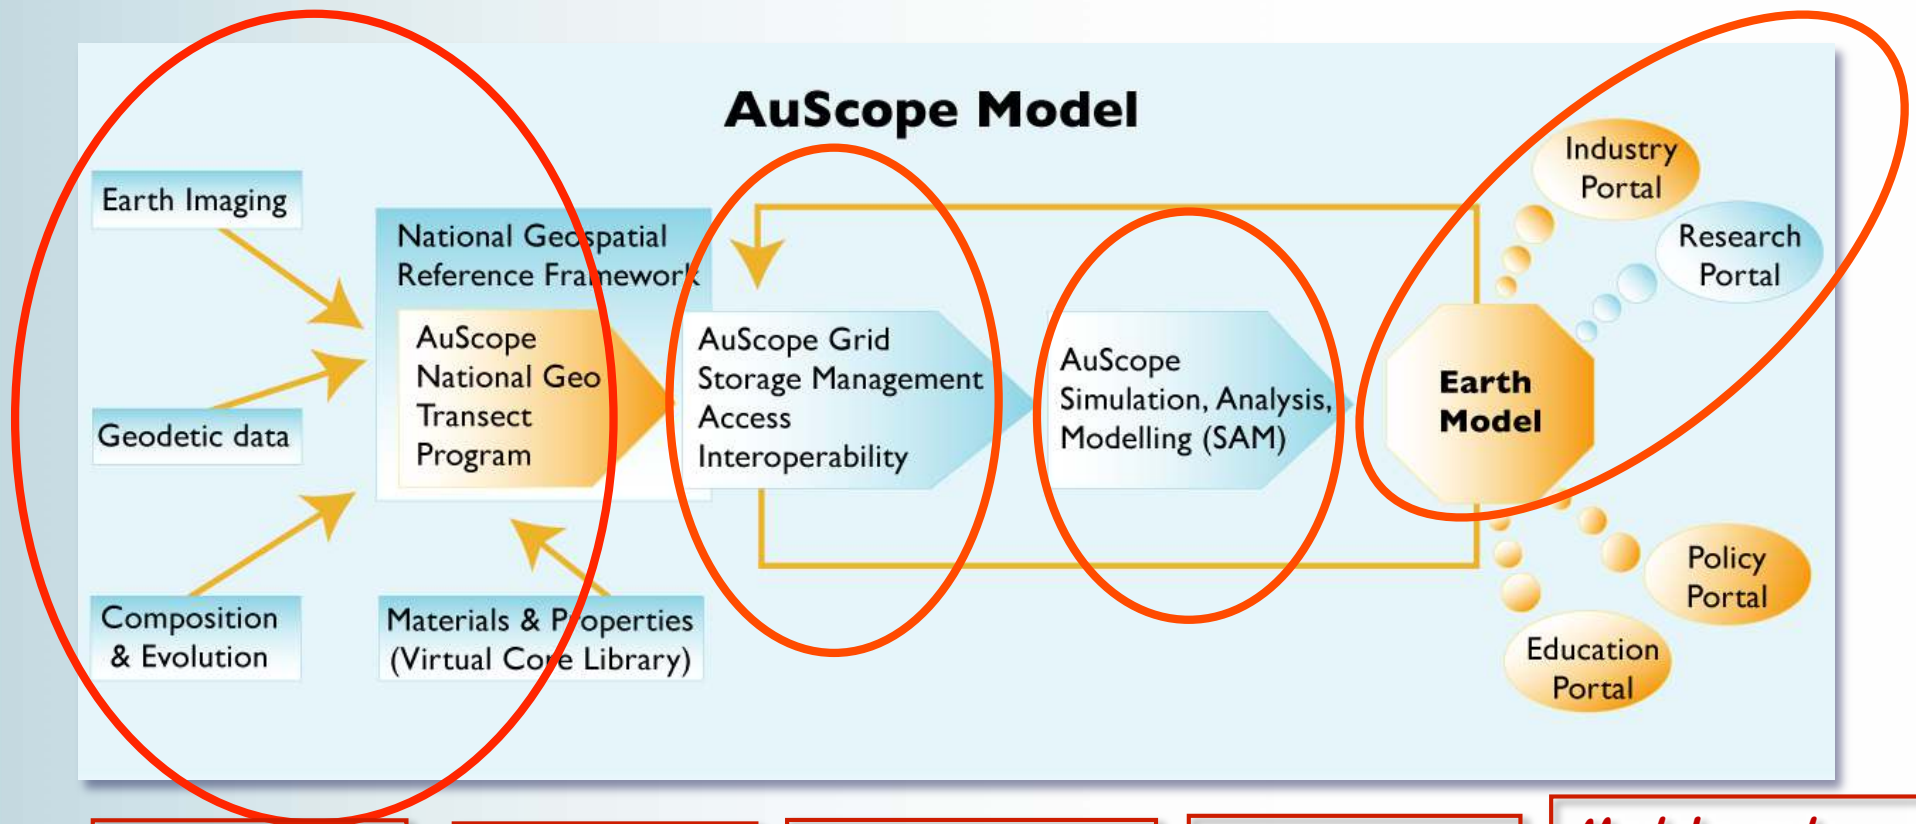 AuScope Model
Earth Imaging
Geodetic data
Composition
& Evolution
National Geospatial
Reference Framework
AuScope
National Geo
Transect
Program
Materials & Properties
(Virtual Core Library)
AuScope Grid
Storage Management
Access
Interoperability
AuScope
Simulation, Analysis,
Modelling (SAM)
Earth
Model
Industry
Portal
Research
Portal
Policy
Portal
Education
Portal